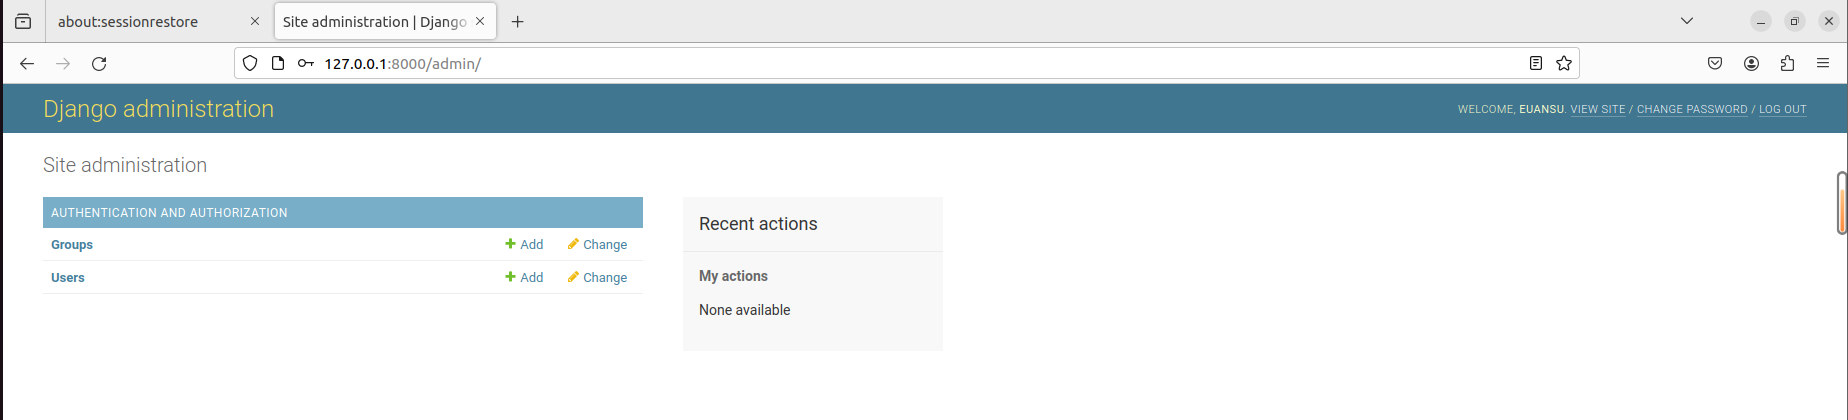 about:sessionrestore
Site administration | Django
127.0.0.1:8000/admin/
Django administration
WELCOME, EUANSU. VIEW SITE / CHANGE PASSWORD / LOG OUT
Site administration
AUTHENTICATION AND AUTHORIZATION
Groups Add Change
Users Add Change
Recent actions
My actions
None available